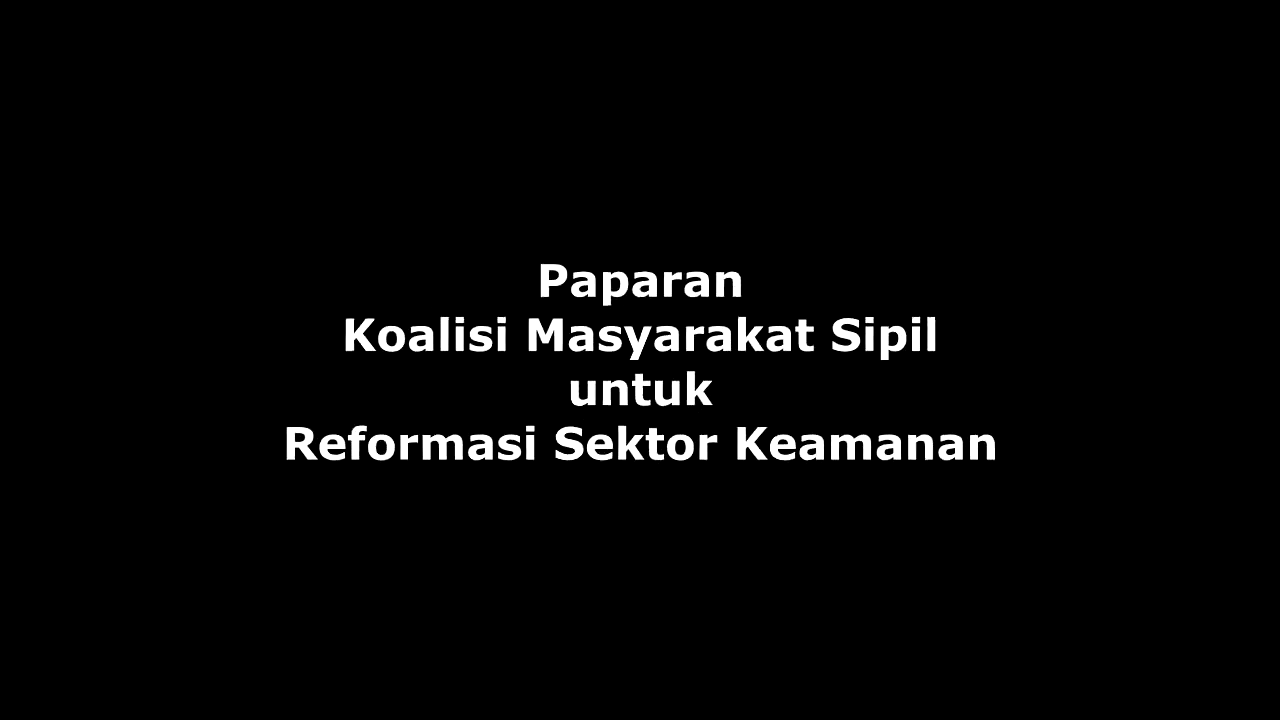 Paparan
Koalisi Masyarakat Sipil
untuk
Reformasi Sektor Keamanan